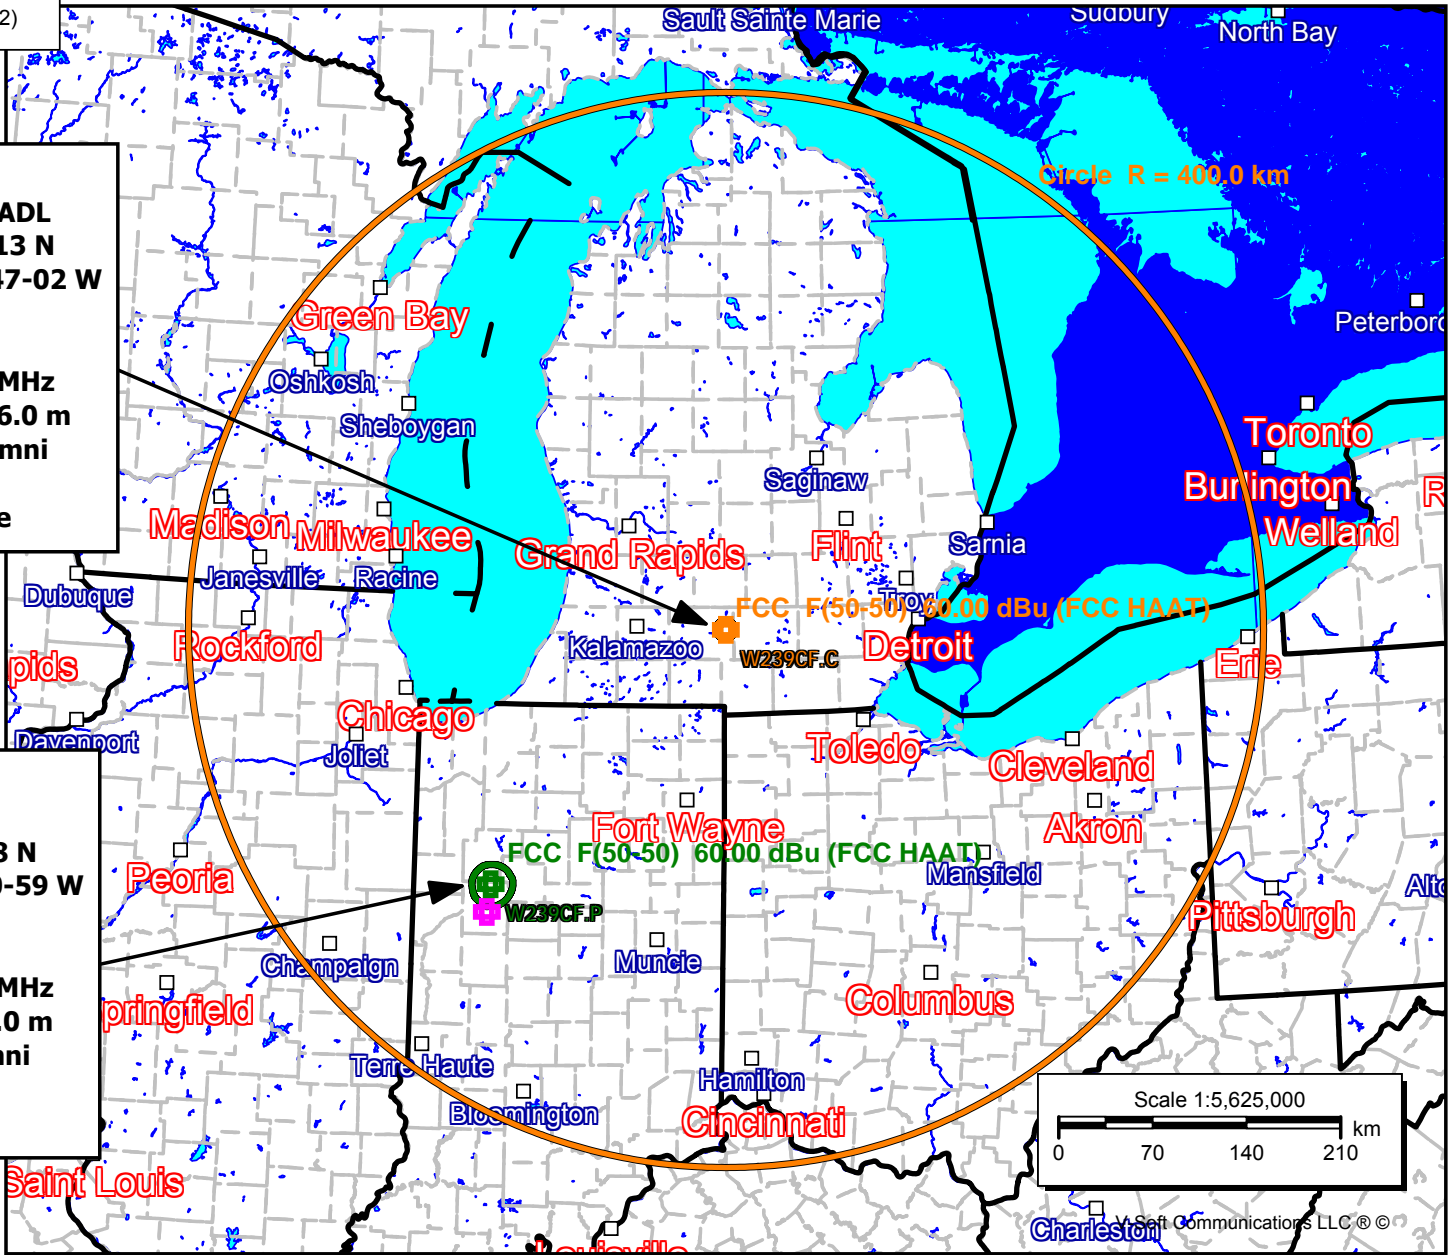 2)
Sault Sainte Marie
Sudbury
North Bay
Circle R = 400.0 km
ADL
13 N
47-02 W
MHz
6.0 m
mni
e
Green Bay
Oshkosh
Sheboygan
Peterboro
Toronto
Burlington
Welland
R
Saginaw
Madison
Milwaukee
Grand Rapids
Flint
Sarnia
Janesville
Racine
Dubuque
Troy
FCC F(50-50) 60.00 dBu (FCC HAAT)
Rockford
Kalamazoo
W239CF.C
Detroit
Erie
pids
Chicago
Davenport
Joliet
Toledo
Cleveland
Fort Wayne
Akron
FCC F(50-50) 60.00 dBu (FCC HAAT)
Mansfield
3 N
0-59 W
Peoria
W239CF.P
Pittsburgh
Alto
Champaign
Muncie
MHz
.0 m
nni
pringfield
Columbus
Terre Haute
Hamilton
Bloomington
Cincinnati
Scale 1:5,625,000
km
0 70 140 210
Saint Louis
Charleston
V-Soft Communications LLC ® ©
Louisville